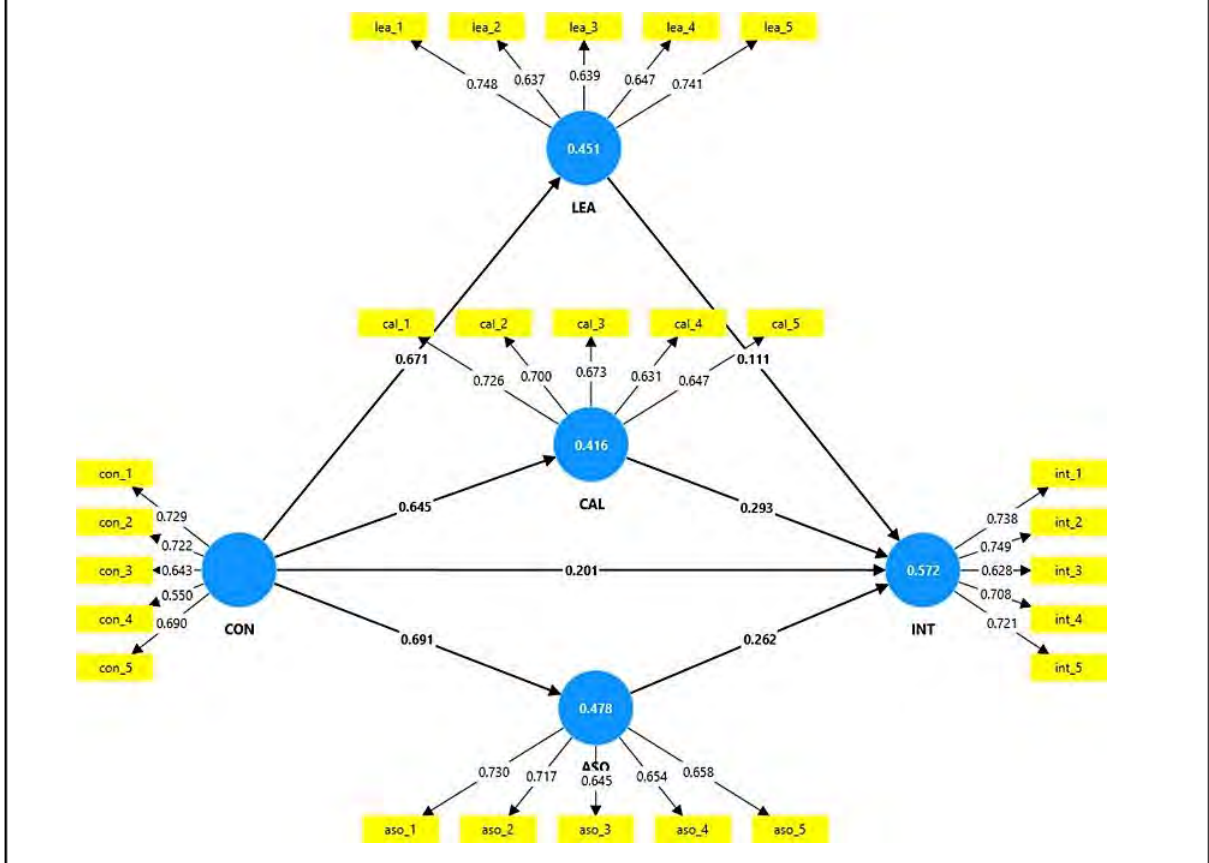 lea_1 lea_2 lea_3 lea_4 lea_5
0.748 0.637 0.639 0.647 0.741
0.451
LEA
cal_1 cal_2 cal_3 cal_4 cal_5
0.671 0.111
0.726 0.700 0.673 0.631 0.647
0.416
CAL
0.645 0.293
con_1
con_2
con_3
con_4
con_5
0.729
0.722
0.643
0.550
0.690
CON
0.201
0.572
INT
0.738
0.749
0.628
0.708
0.721
int_1
int_2
int_3
int_4
int_5
0.691 0.262
0.478
ASO
0.730 0.717 0.645 0.654 0.658
aso_1 aso_2 aso_3 aso_4 aso_5